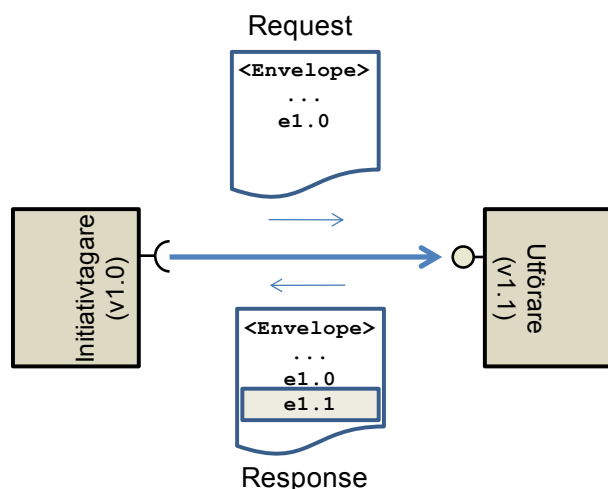 Request
<Envelope>
...
e1.0
Initiativtagare
(v1.0)
Utförare
(v1.1)
<Envelope>
...
e1.0
e1.1
Response